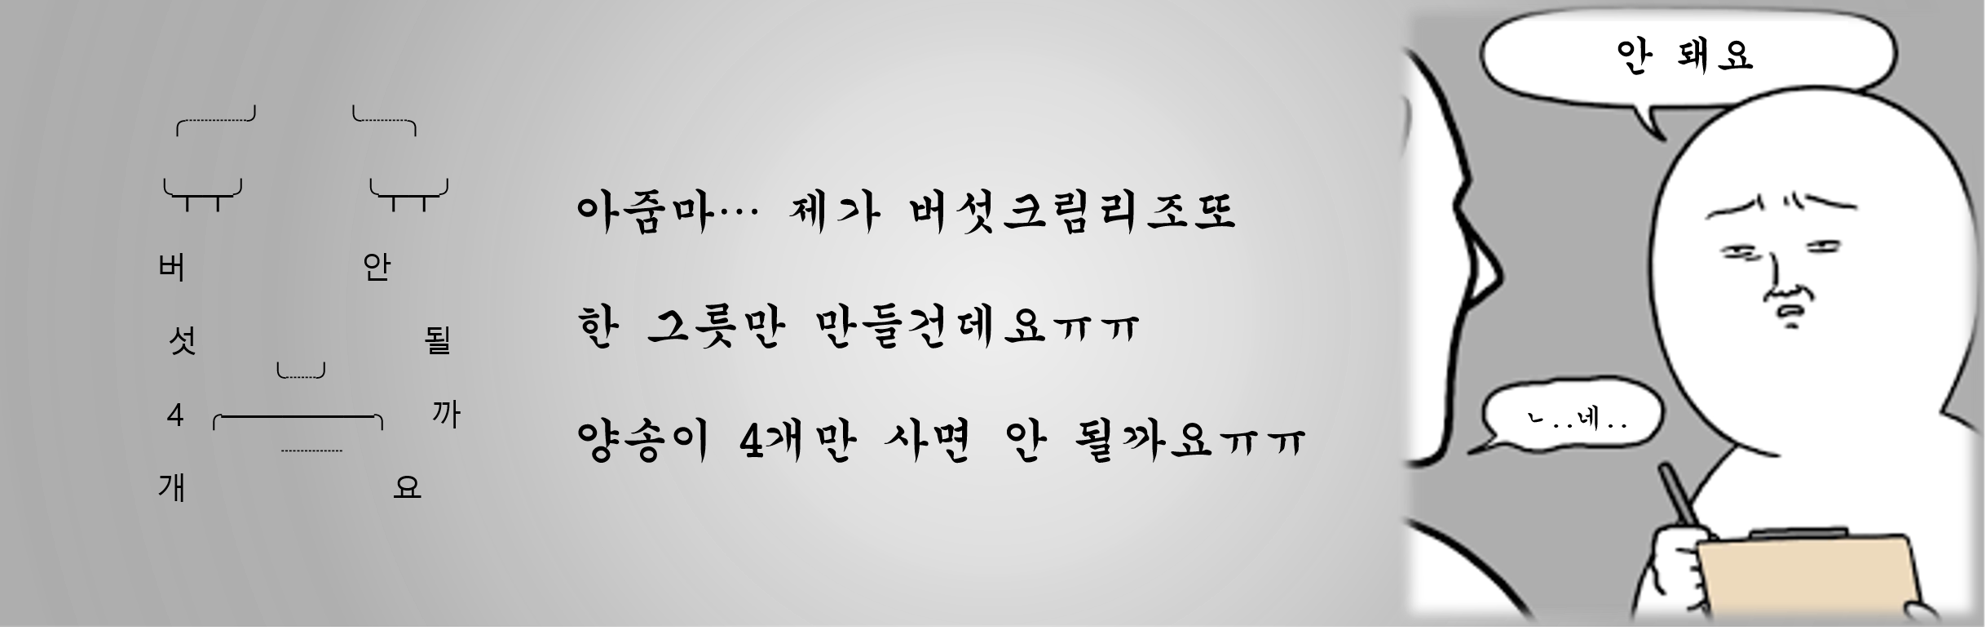 버 안
섯 될
4 까
개 요
아줌마… 제가 버섯크림리조또
한 그릇만 만들건데요ㅠㅠ
양송이 4개만 사면 안 될까요ㅠㅠ
안 돼요
ㄴ..네..